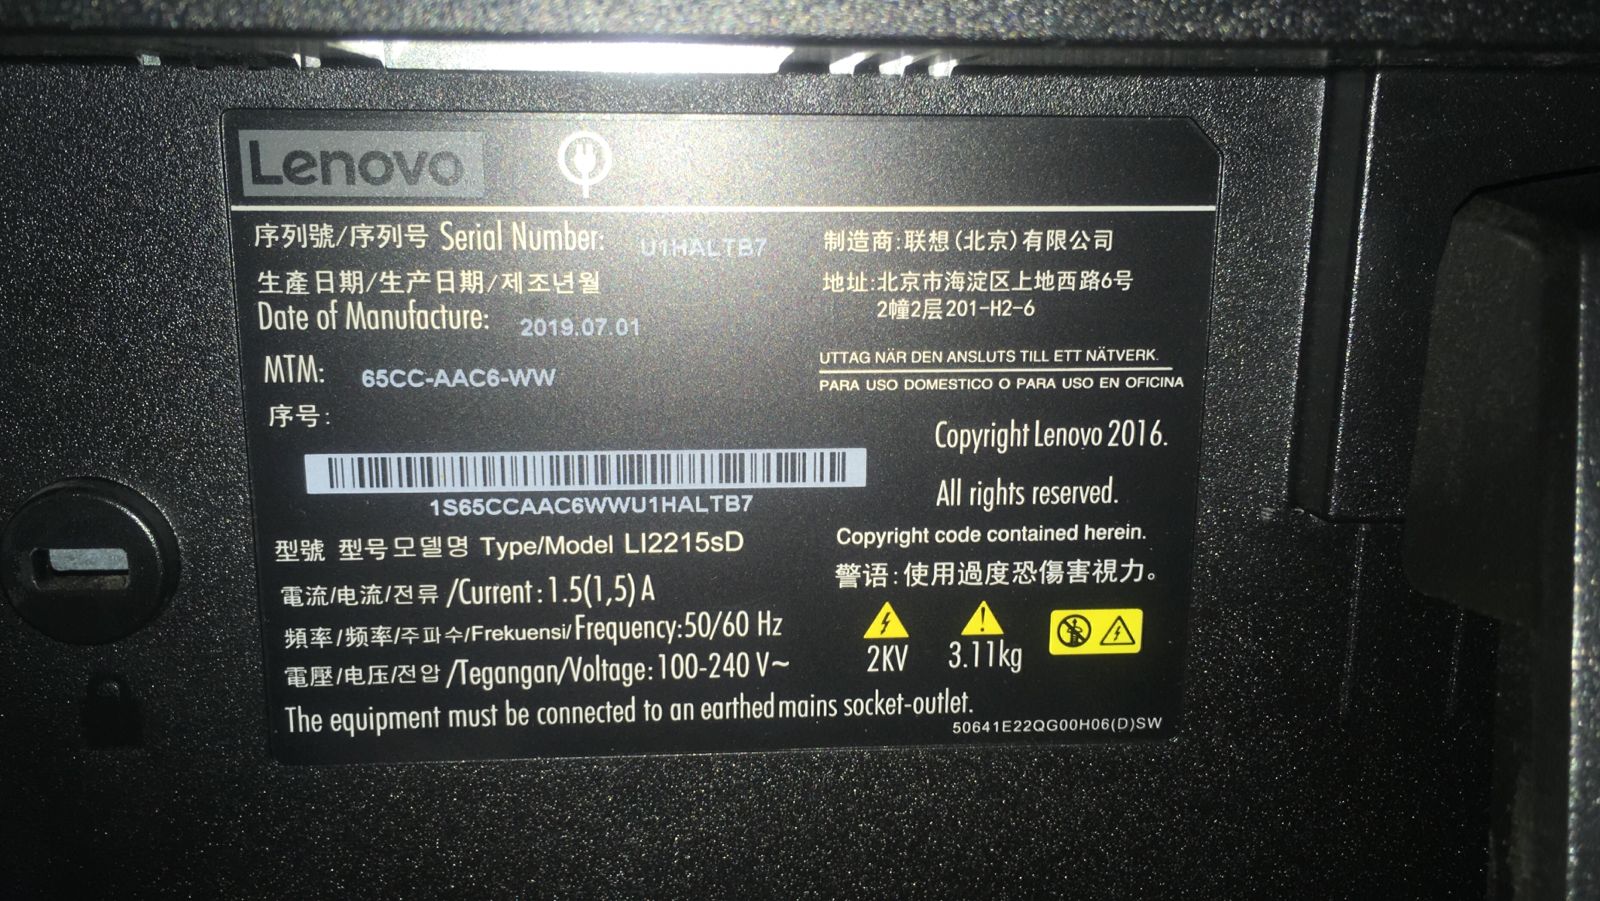 Lenovo
序列號/序列号 Serial Number: U1HALTB7
生產日期/生产日期/제조년월
Date of Manufacture: 2019.07.01
MTM: 65CC-AAC6-WW
序号:
1S65CCAAC6WWU1HALTB7
型號 型号모델명 Type/Model LI2215sD
電流/电流/전류 /Current: 1.5(1,5) A
頻率/频率/주파수/Frekuensi/Frequency:50/60 Hz
電壓/电压/전압 /Tegangan/Voltage: 100-240 V~
The equipment must be connected to an earthed mains socket-outlet.
制造商:联想(北京)有限公司
地址:北京市海淀区上地西路6号
2幢2层201-H2-6
UTTAG NÄR DEN ANSLUTS TILL ETT NÄTVERK.
PARA USO DOMESTICO O PARA USO EN OFICINA
Copyright Lenovo 2016.
All rights reserved.
Copyright code contained herein.
警语:使用過度恐傷害視力。
2KV 3.11kg
50641E22QG00H06(D)SW